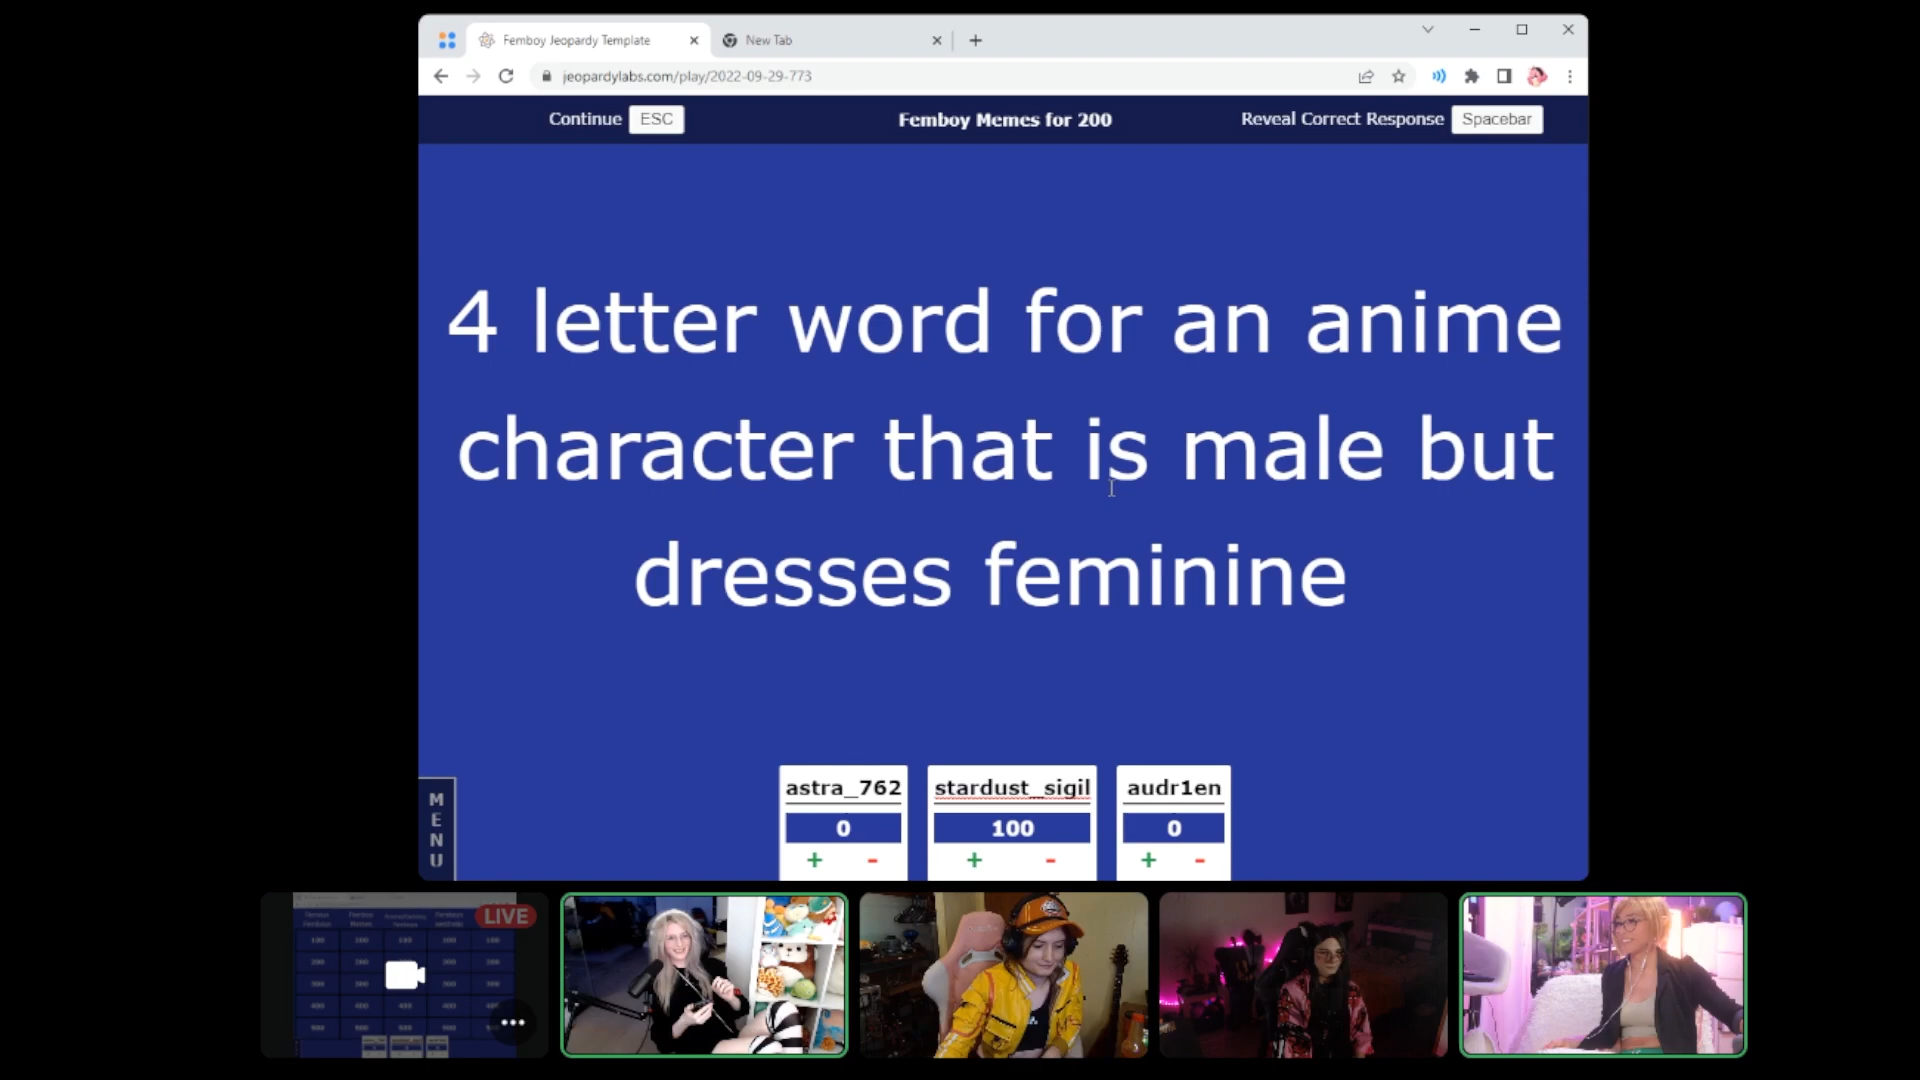 Femboy Jeopardy Template
New Tab
jeopardylabs.com/play/2022-09-29-773
Continue ESC
Femboy Memes for 200
Reveal Correct Response Spacebar
4 letter word for an anime
character that is male but
dresses feminine
MENU
astra_762
0
+ -
stardust_sigil
100
+ -
audr1en
0
+ -
LIVE